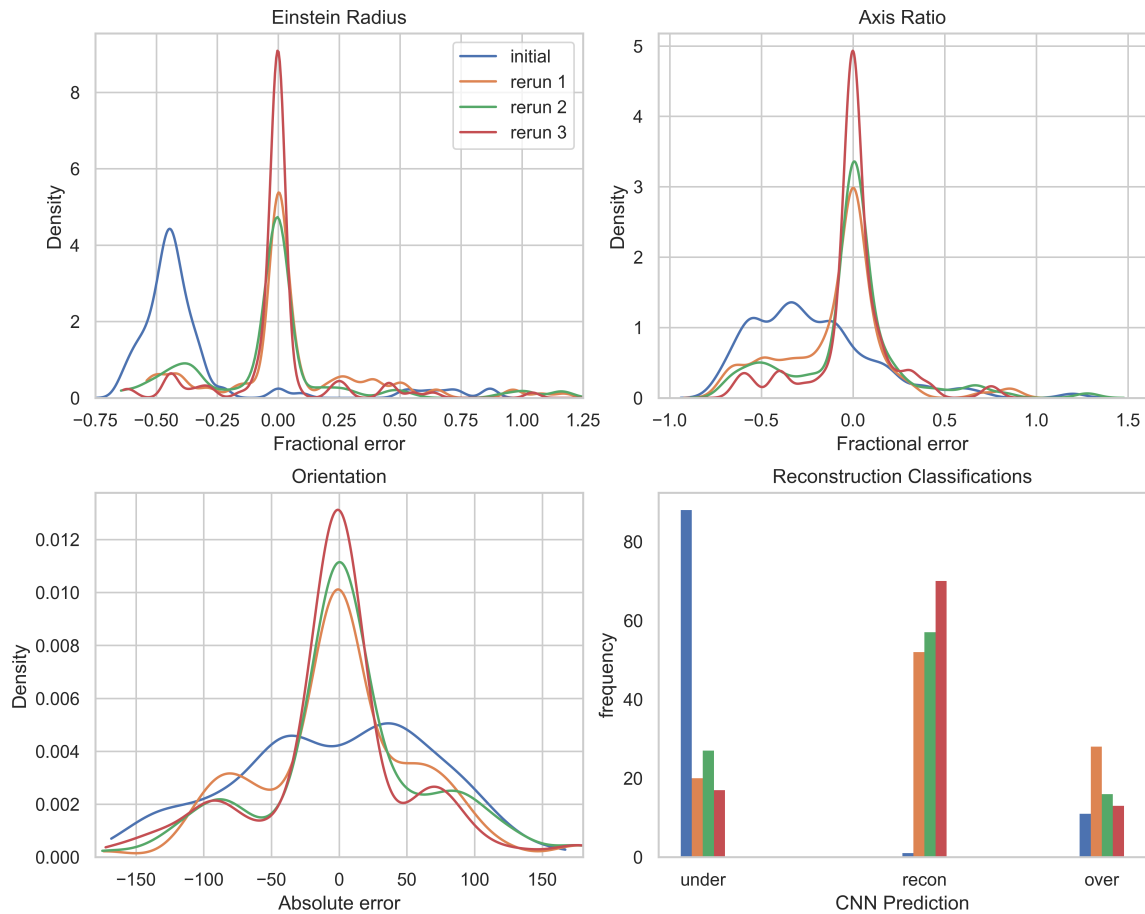 Einstein Radius
initial
rerun 1
rerun 2
rerun 3
Density
8
6
4
2
0
−0.75 −0.50 −0.25 0.00 0.25 0.50 0.75 1.00 1.25
Fractional error
Axis Ratio
Density
5
4
3
2
1
0
−1.0 −0.5 0.0 0.5 1.0 1.5
Fractional error
Orientation
Density
0.012
0.010
0.008
0.006
0.004
0.002
0.000
−150 −100 −50 0 50 100 150
Absolute error
Reconstruction Classifications
frequency
80
60
40
20
0
under recon over
CNN Prediction